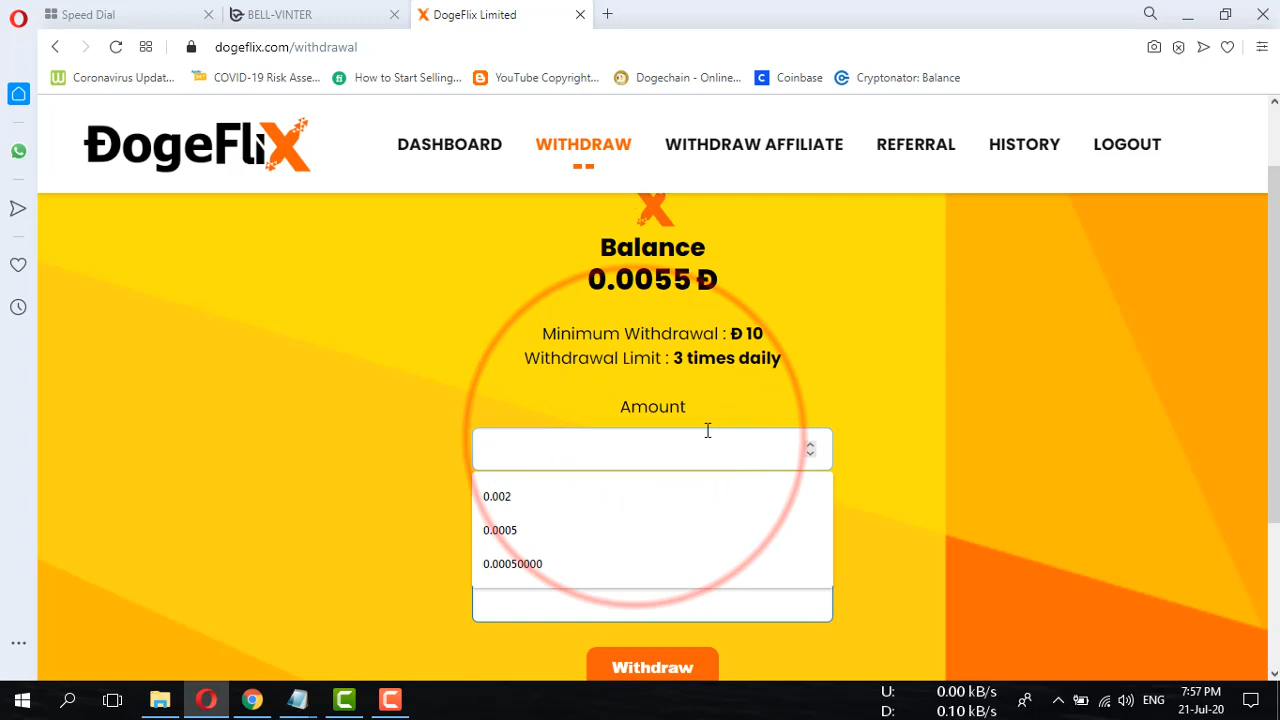 Speed Dial
BELL-VINTER
DogeFlix Limited
dogeflix.com/withdrawal
Coronavirus Updat...
COVID-19 Risk Asse...
How to Start Selling...
YouTube Copyright...
Dogechain - Online...
Coinbase
Cryptonator: Balance
ÐogeFliX
DASHBOARD
WITHDRAW
WITHDRAW AFFILIATE
REFERRAL
HISTORY
LOGOUT
X
Balance
0.0055 Ð
Minimum Withdrawal : Ð 10
Withdrawal Limit : 3 times daily
Amount
0.002
0.0005
0.00050000
Withdraw
U: 0.00 kB/s
D: 0.10 kB/s
ENG
7:57 PM
21-Jul-20